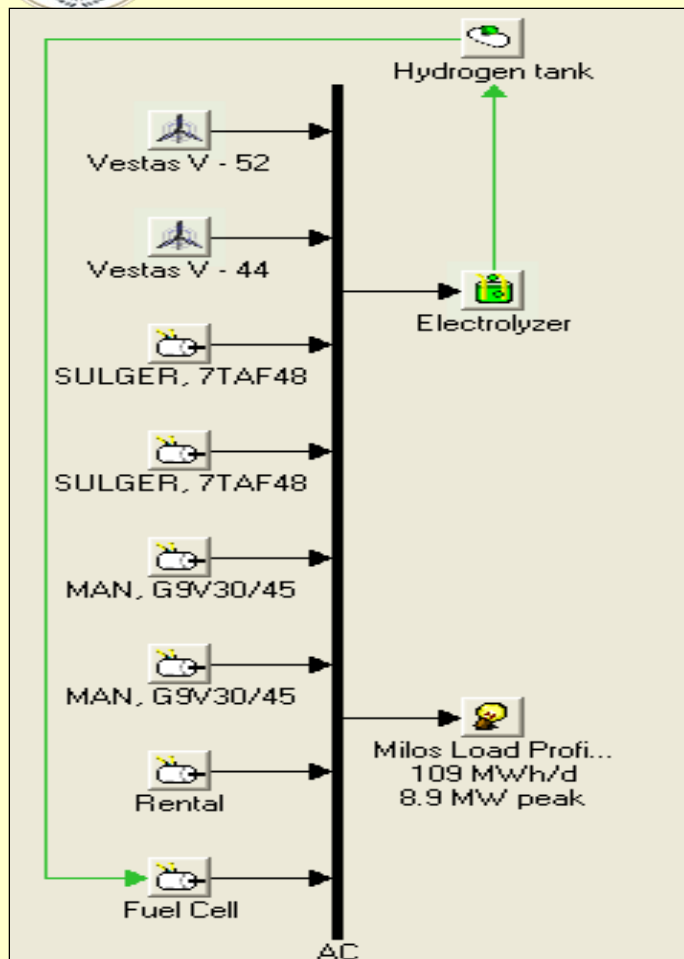 Hydrogen tank
Vestas V - 52
Vestas V - 44
Electrolyzer
SULGER, 7TAF48
SULGER, 7TAF48
MAN, G9V30/45
MAN, G9V30/45
Milos Load Profi...
109 MWh/d
8.9 MW peak
Rental
Fuel Cell
AC